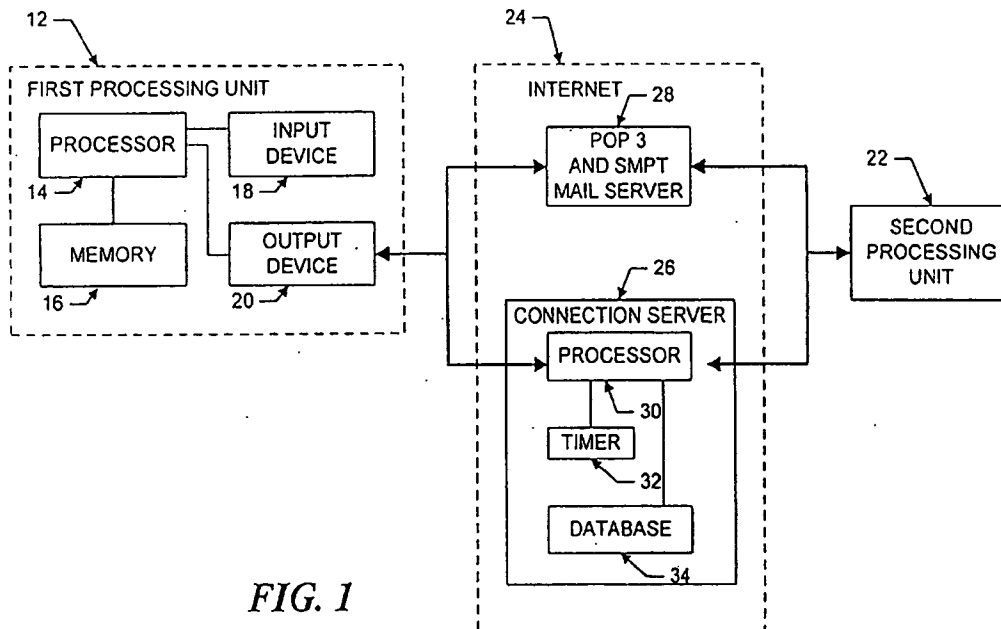 12
FIRST PROCESSING UNIT
PROCESSOR
14
INPUT
DEVICE
18
MEMORY
16
OUTPUT
DEVICE
20
24
INTERNET
28
POP 3
AND SMPT
MAIL SERVER
22
SECOND
PROCESSING
UNIT
26
CONNECTION SERVER
PROCESSOR
30
TIMER
32
DATABASE
34
FIG. 1